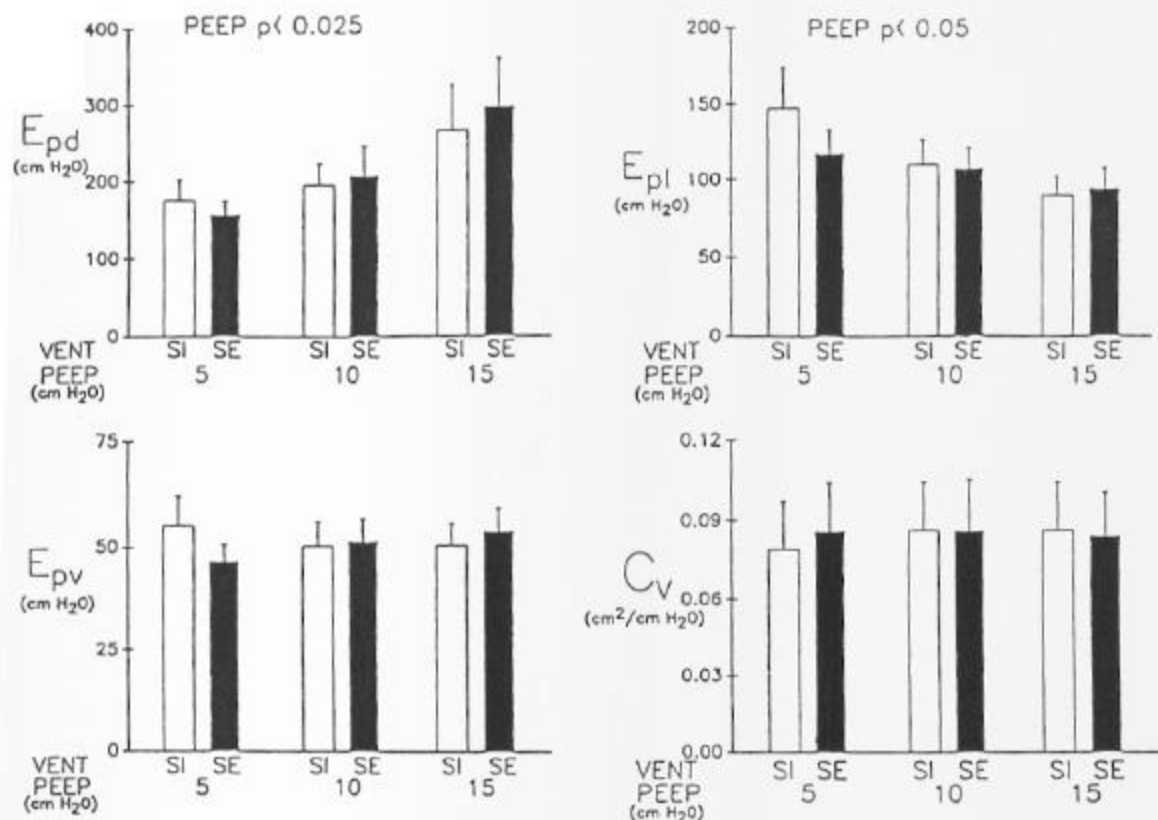 PEEP p< 0.025
400
300
200
100
0
E_pd
(cm H₂O)
VENT SI SE SI SE SI SE
PEEP 5 10 15
(cm H₂O)
PEEP p< 0.05
200
150
100
50
0
E_pl
(cm H₂O)
VENT SI SE SI SE SI SE
PEEP 5 10 15
(cm H₂O)
75
50
25
0
E_pv
(cm H₂O)
VENT SI SE SI SE SI SE
PEEP 5 10 15
(cm H₂O)
0.12
0.09
0.06
0.03
0.00
C_v
(cm²/cm H₂O)
VENT SI SE SI SE SI SE
PEEP 5 10 15
(cm H₂O)